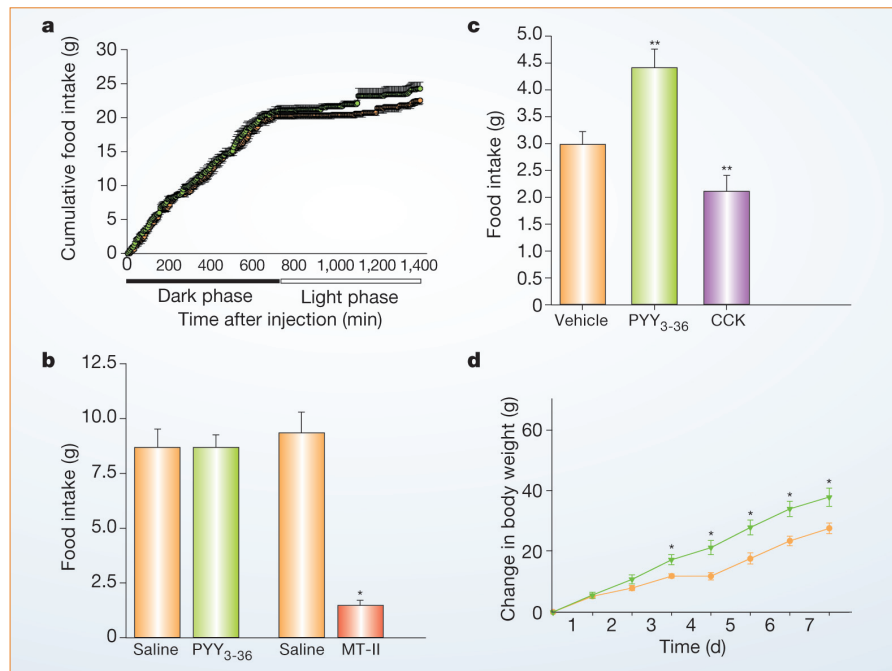 a
30
25
20
15
10
5
0
Cumulative food intake (g)
0 200 400 600 800 1,000 1,200 1,400
Dark phase Light phase
Time after injection (min)
b
12.5
10.0
7.5
5.0
2.5
0
Food intake (g)
*
Saline PYY3-36 Saline MT-II
c
5.0
4.5
4.0
3.5
3.0
2.5
2.0
1.5
1.0
0.5
0
Food intake (g)
**
**
Vehicle PYY3-36 CCK
d
60
40
20
0
Change in body weight (g)
* * * * *
1 2 3 4 5 6 7
Time (d)